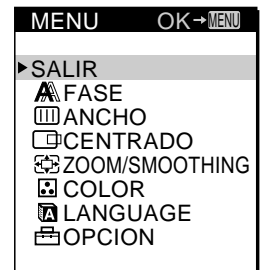 MENU OK→MENU
SALIR
FASE
ANCHO
CENTRADO
ZOOM/SMOOTHING
COLOR
LANGUAGE
OPCION